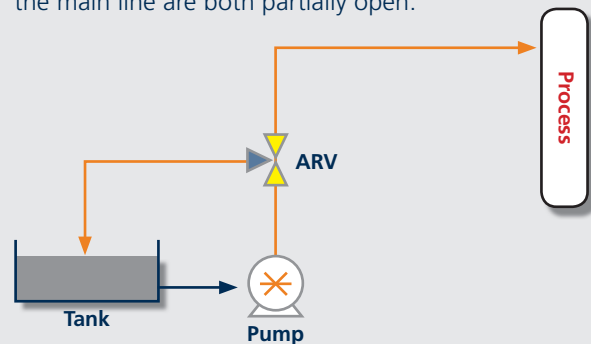 the main line are both partially open.
Process
ARV
Tank
Pump